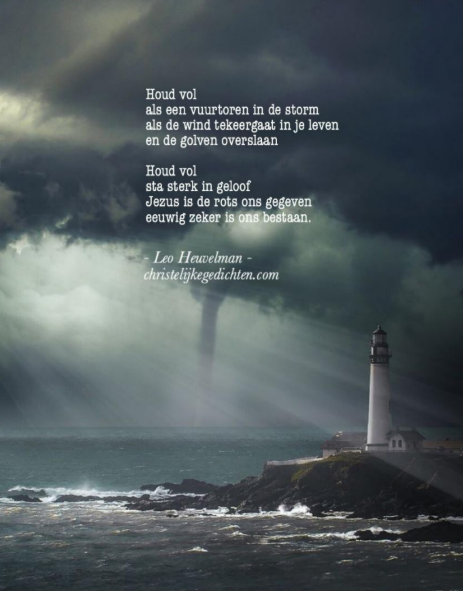 Houd vol
als een vuurtoren in de storm
als de wind tekeergaat in je leven
en de golven overslaan
Houd vol
sta sterk in geloof
Jezus is de rots ons gegeven
eeuwig zeker is ons bestaan.
- Leo Heuvelman -
christelijkegedichten.com